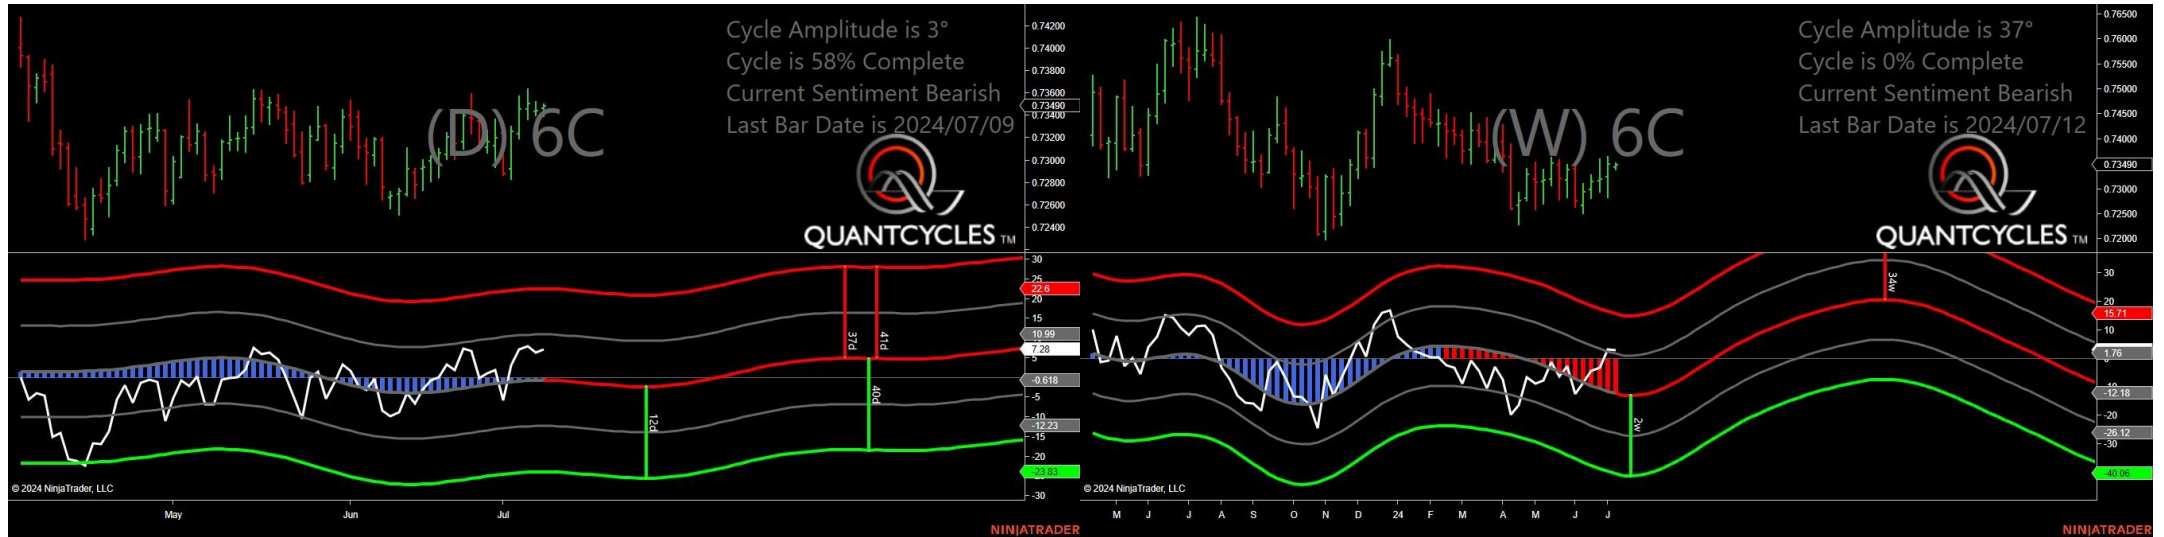 Cycle Amplitude is 3°
Cycle is 58% Complete
Current Sentiment Bearish
Last Bar Date is 2024/07/09
(D) 6C
QUANTCYCLES TM
0.74200
0.74000
0.73800
0.73600
0.73490
0.73400
0.73200
0.73000
0.72800
0.72600
0.72400
30
25
22.6
20
15
10.99
7.28
5
-0.618
-5
-10
-12.23
-15
-20
-23.83
-30
37d
41d
40d
12d
© 2024 NinjaTrader, LLC
May
Jun
Jul
NINJATRADER
Cycle Amplitude is 37°
Cycle is 0% Complete
Current Sentiment Bearish
Last Bar Date is 2024/07/12
(W) 6C
QUANTCYCLES TM
0.76500
0.76000
0.75500
0.75000
0.74500
0.74000
0.73490
0.73000
0.72500
0.72000
30
20
15.71
10
1.76
-12.18
-20
-26.12
-30
-40.06
34w
2w
© 2024 NinjaTrader, LLC
M
J
J
A
S
O
N
D
24
F
M
A
M
J
J
NINJATRADER